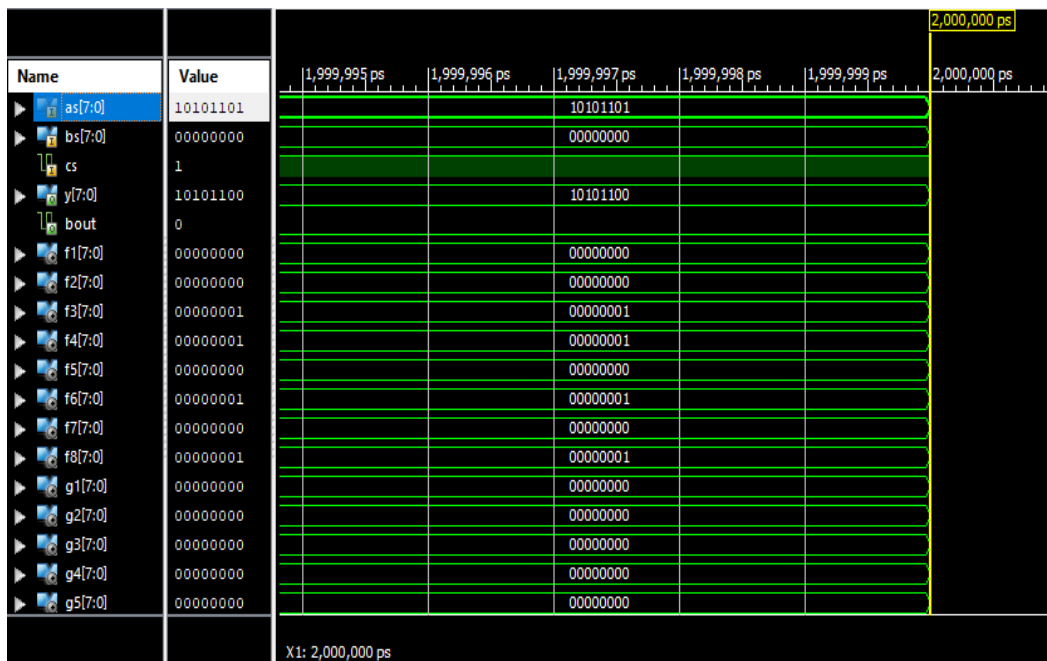 2,000,000 ps
Name Value 1,999,995 ps 1,999,996 ps 1,999,997 ps 1,999,998 ps 1,999,999 ps 2,000,000 ps
as[7:0] 10101101 10101101
bs[7:0] 00000000 00000000
cs 1
y[7:0] 10101100 10101100
bout 0
f1[7:0] 00000000 00000000
f2[7:0] 00000000 00000000
f3[7:0] 00000001 00000001
f4[7:0] 00000001 00000001
f5[7:0] 00000000 00000000
f6[7:0] 00000001 00000001
f7[7:0] 00000000 00000000
f8[7:0] 00000001 00000001
g1[7:0] 00000000 00000000
g2[7:0] 00000000 00000000
g3[7:0] 00000000 00000000
g4[7:0] 00000000 00000000
g5[7:0] 00000000 00000000
X1: 2,000,000 ps